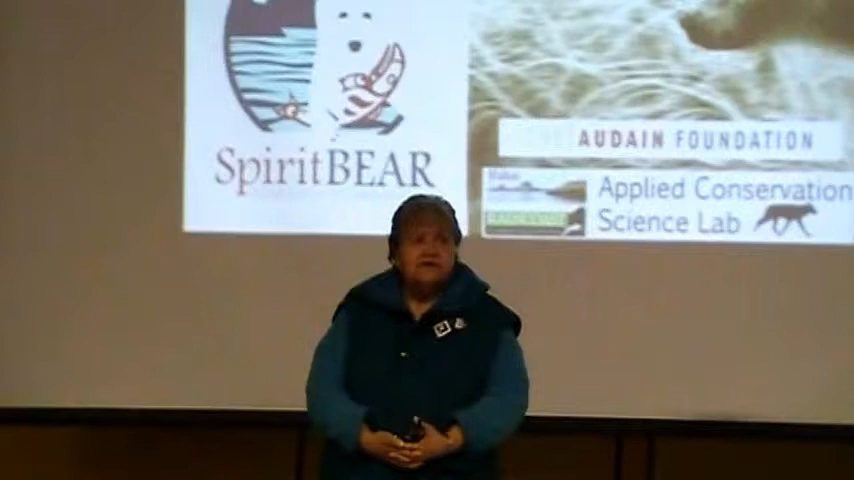 SpiritBEAR
AUDAIN FOUNDATION
Applied Conservation
Science Lab